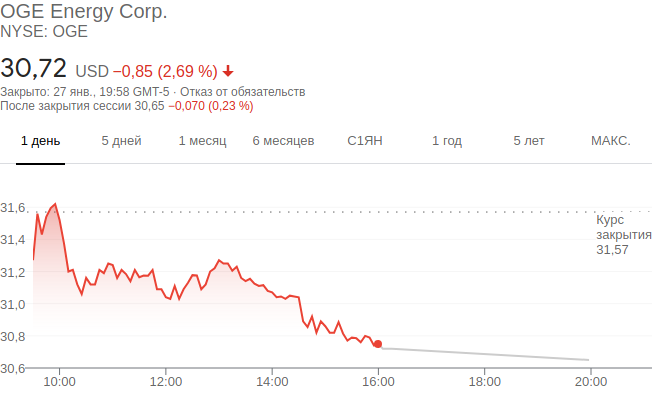 OGE Energy Corp.
NYSE: OGE
30,72 USD −0,85 (2,69 %)
Закрыто: 27 янв., 19:58 GMT-5 · Отказ от обязательств
После закрытия сессии 30,65 −0,070 (0,23 %)
1 день 5 дней 1 месяц 6 месяцев С1ЯН 1 год 5 лет МАКС.
31,6
31,4
31,2
31,0
30,8
30,6
Курс
закрытия
31,57
10:00 12:00 14:00 16:00 18:00 20:00